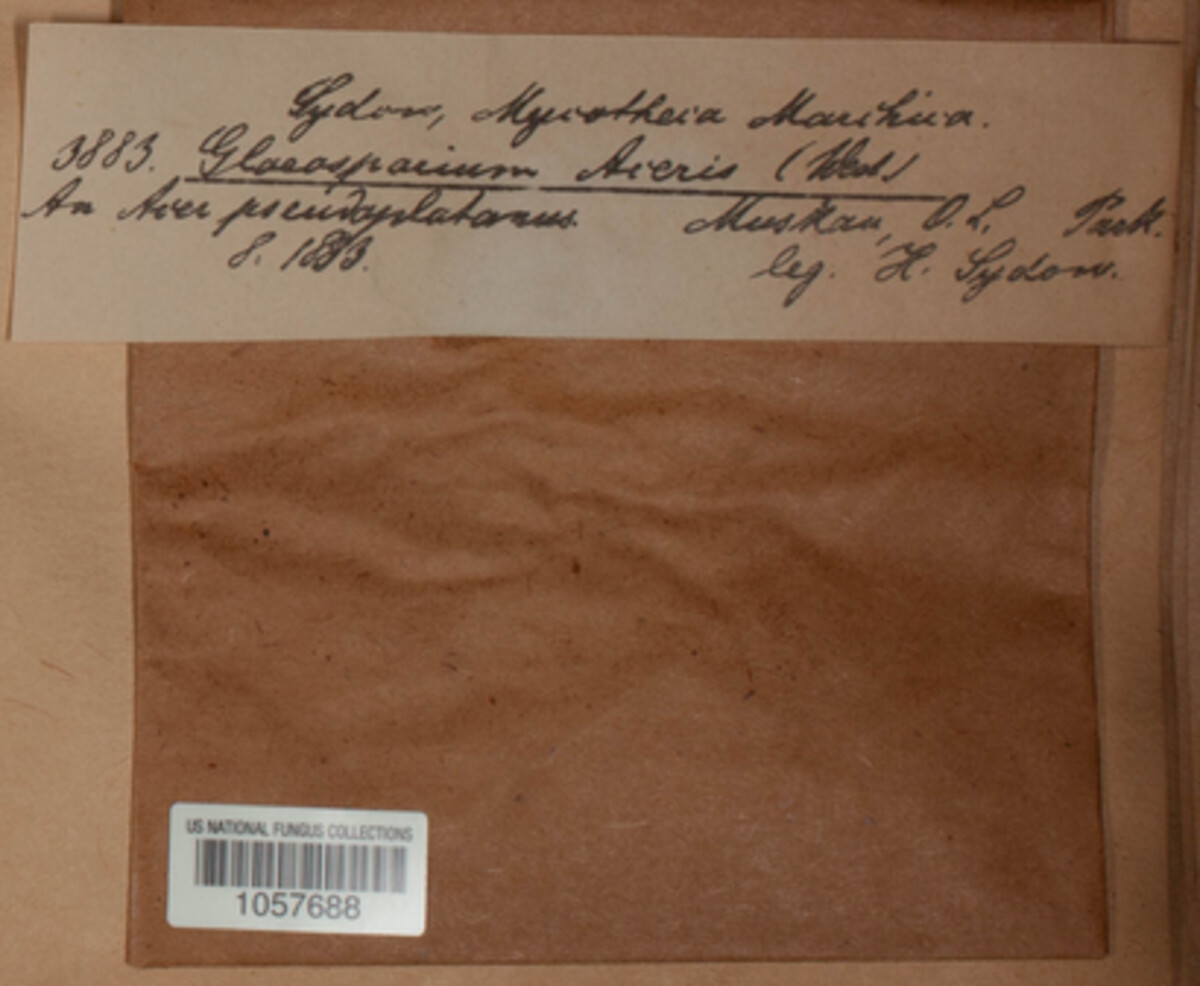 Sydow, Mycotheca Marchica.
3883. Gloeosporium Aceris (West.)
An Acer pseudoplatanus. Muskau, O. L. Park.
8. 1893. leg. H. Sydow.
US NATIONAL FUNGUS COLLECTIONS
1057688